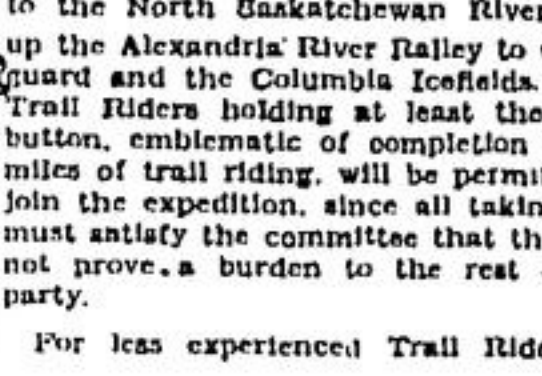 to the North Saskatchewan River
up the Alexandria River Ralley to
guard and the Columbia Icefields.
Trail Riders holding at least the
button, emblematic of completion
miles of trail riding, will be permit
join the expedition, since all takin
must satisfy the committee that th
not prove a burden to the rest
party.
For less experienced Trail Ride